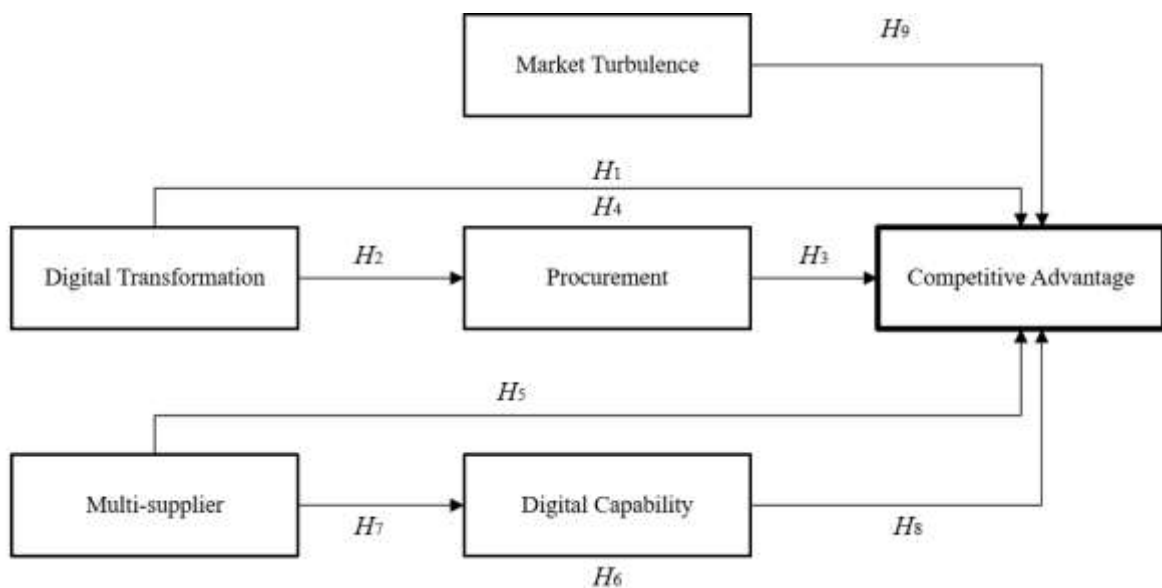 H9
Market Turbulence
H1
H4
Digital Transformation
H2
Procurement
H3
Competitive Advantage
H5
Multi-supplier
H7
Digital Capability
H8
H6